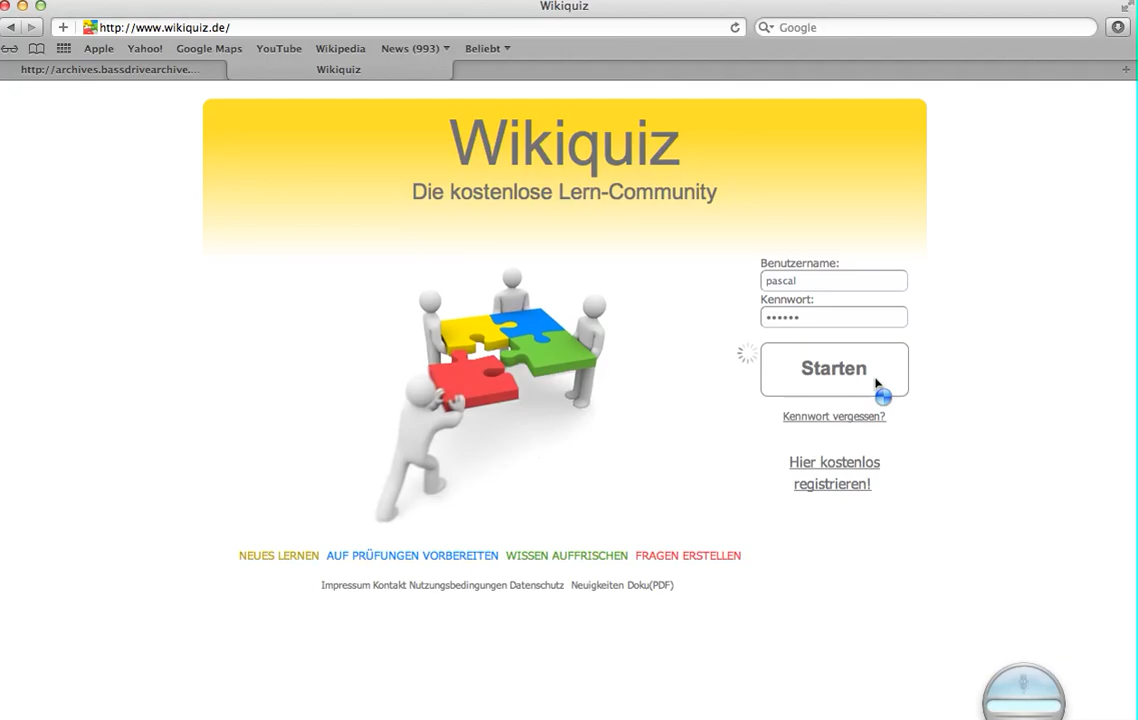 Wikiquiz
http://www.wikiquiz.de/
Google
Apple Yahoo! Google Maps YouTube Wikipedia News (993) Beliebt
http://archives.bassdrivearchive.... Wikiquiz
Wikiquiz
Die kostenlose Lern-Community
Benutzername:
pascal
Kennwort:
••••••
Starten
Kennwort vergessen?
Hier kostenlos
registrieren!
NEUES LERNEN AUF PRÜFUNGEN VORBEREITEN WISSEN AUFFRISCHEN FRAGEN ERSTELLEN
Impressum Kontakt Nutzungsbedingungen Datenschutz Neuigkeiten Doku(PDF)